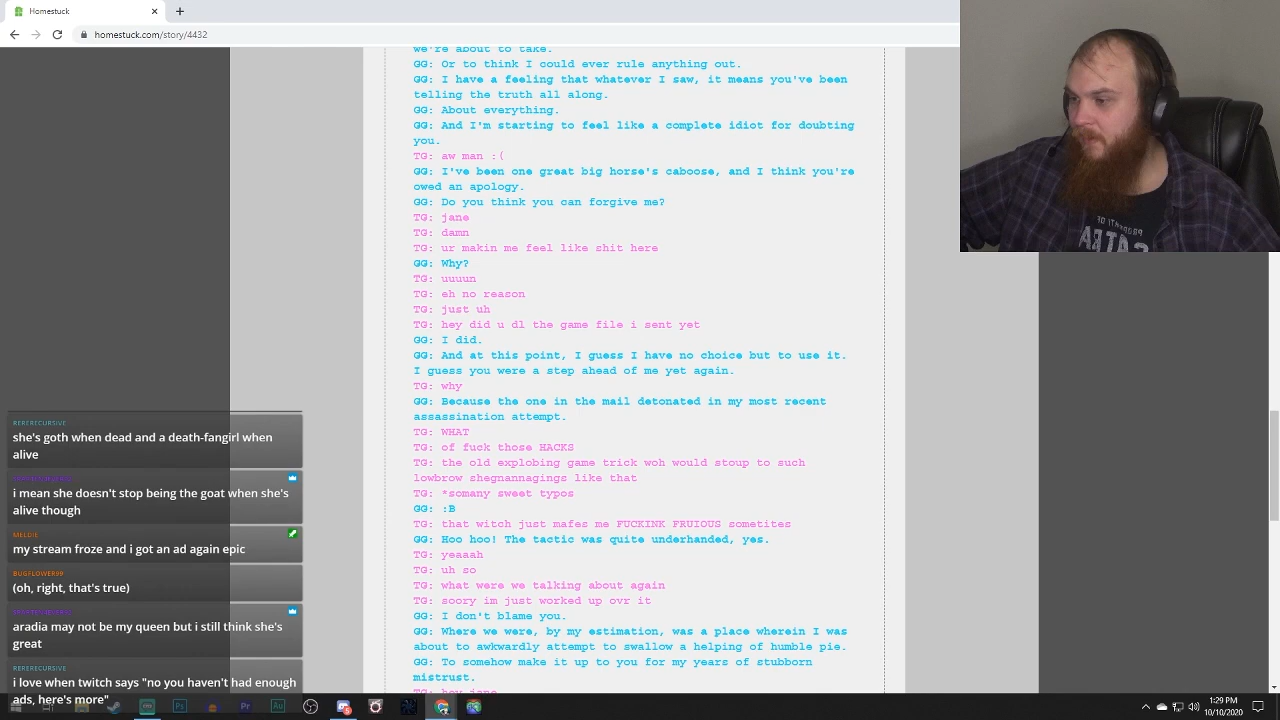 Homestuck
homestuck.com/story/4432
we're about to take.
GG: Or to think I could ever rule anything out.
GG: I have a feeling that whatever I saw, it means you've been
telling the truth all along.
GG: About everything.
GG: And I'm starting to feel like a complete idiot for doubting
you.
TG: aw man :(
GG: I've been one great big horse's caboose, and I think you're
owed an apology.
GG: Do you think you can forgive me?
TG: jane
TG: damn
TG: ur makin me feel like shit here
GG: Why?
TG: uuuun
TG: eh no reason
TG: just uh
TG: hey did u dl the game file i sent yet
GG: I did.
GG: And at this point, I guess I have no choice but to use it.
I guess you were a step ahead of me yet again.
TG: why
GG: Because the one in the mail detonated in my most recent
assassination attempt.
TG: WHAT
TG: of fuck those HACKS
TG: the old explobing game trick woh would stoup to such
lowbrow shegnannagings like that
TG: *somany sweet typos
GG: :B
TG: that witch just mafes me FUCKINK FRUIOUS sometites
GG: Hoo hoo! The tactic was quite underhanded, yes.
TG: yeaaah
TG: uh so
TG: what were we talking about again
TG: soory im just worked up ovr it
GG: I don't blame you.
GG: Where we were, by my estimation, was a place wherein I was
about to awkwardly attempt to swallow a helping of humble pie.
GG: To somehow make it up to you for my years of stubborn
mistrust.
TG: hey jane
RERERECURSIVE
she's goth when dead and a death fangirl when
alive
i mean she doesn't stop being the goat when she's
alive though
MELDIE
my stream froze and i got an ad again epic
BUGFLOWER99
(oh, right, that's true)
aradia may not be my queen but i still think she's
great
RERERECURSIVE
i love when twitch says "no you haven't had enough
ads, here's more"
PROPERTY OF
1:29 PM
10/10/2020